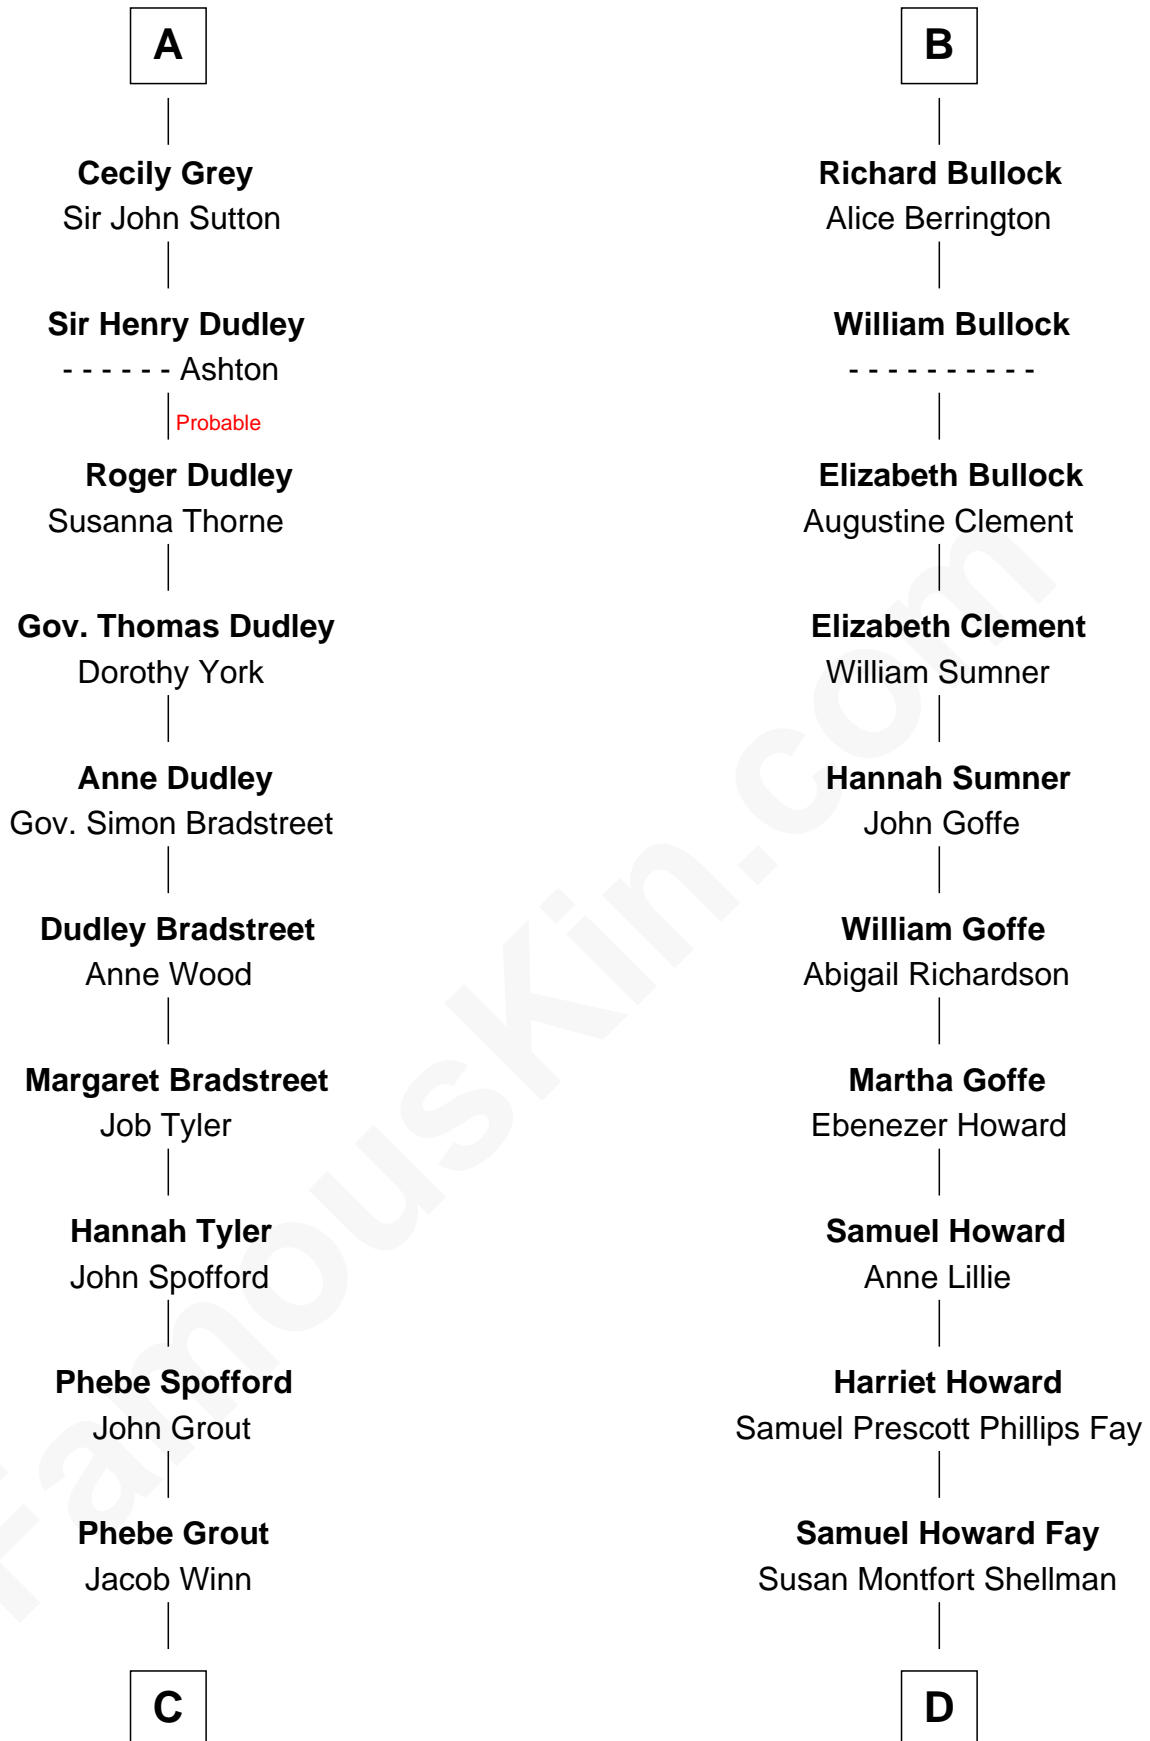 A
Cecily Grey
Sir John Sutton
Sir Henry Dudley
- - - - - - Ashton
Probable
Roger Dudley
Susanna Thorne
Gov. Thomas Dudley
Dorothy York
Anne Dudley
Gov. Simon Bradstreet
Dudley Bradstreet
Anne Wood
Margaret Bradstreet
Job Tyler
Hannah Tyler
John Spofford
Phebe Spofford
John Grout
Phebe Grout
Jacob Winn
C
B
Richard Bullock
Alice Berrington
William Bullock
- - - - - - - - - -
Elizabeth Bullock
Augustine Clement
Elizabeth Clement
William Sumner
Hannah Sumner
John Goffe
William Goffe
Abigail Richardson
Martha Goffe
Ebenezer Howard
Samuel Howard
Anne Lillie
Harriet Howard
Samuel Prescott Phillips Fay
Samuel Howard Fay
Susan Montfort Shellman
D
FamousKin.com